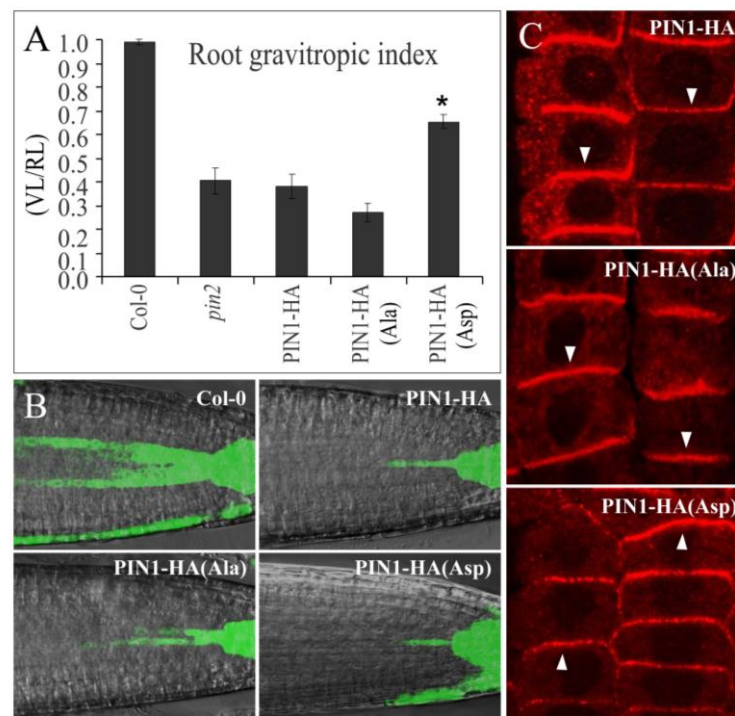 A
Root gravitropic index
(VL/RL)
1.0
0.9
0.8
0.7
0.6
0.5
0.4
0.3
0.2
0.1
0.0
*
Col-0
pin2
PIN1-HA
PIN1-HA
(Ala)
PIN1-HA
(Asp)
B
Col-0
PIN1-HA
PIN1-HA(Ala)
PIN1-HA(Asp)
C
PIN1-HA
PIN1-HA(Ala)
PIN1-HA(Asp)